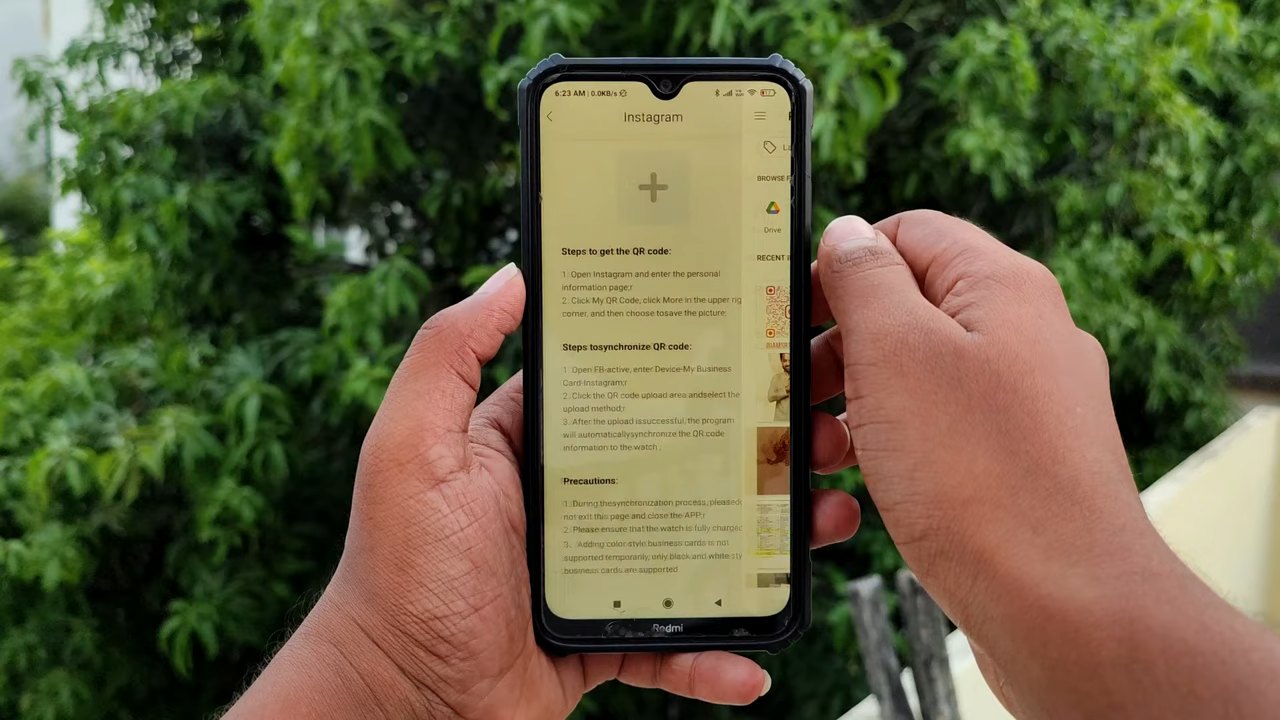 6:23 AM | 0.0KB/s
Instagram
Steps to get the QR code:
1. Open Instagram and enter the personal
information page;r
2. Click My QR Code, click More in the upper rig
corner, and then choose tosave the picture;
Steps tosynchronize QR code:
1. Open FB-active, enter Device-My Business
Card-Instagram;r
2. Click the QR code upload area andselect the
upload method;r
3. After the upload issuccessful, the program
will automaticallysynchronize the QR code
information to the watch ;
Precautions:
1. During thesynchronization process, pleased
not exit this page and close the APP;r
2. Please ensure that the watch is fully charged
3. Adding color style business cards is not
supported temporarily, only black and white sty
business cards are supported
BROWSE F
Drive
RECENT
Redmi